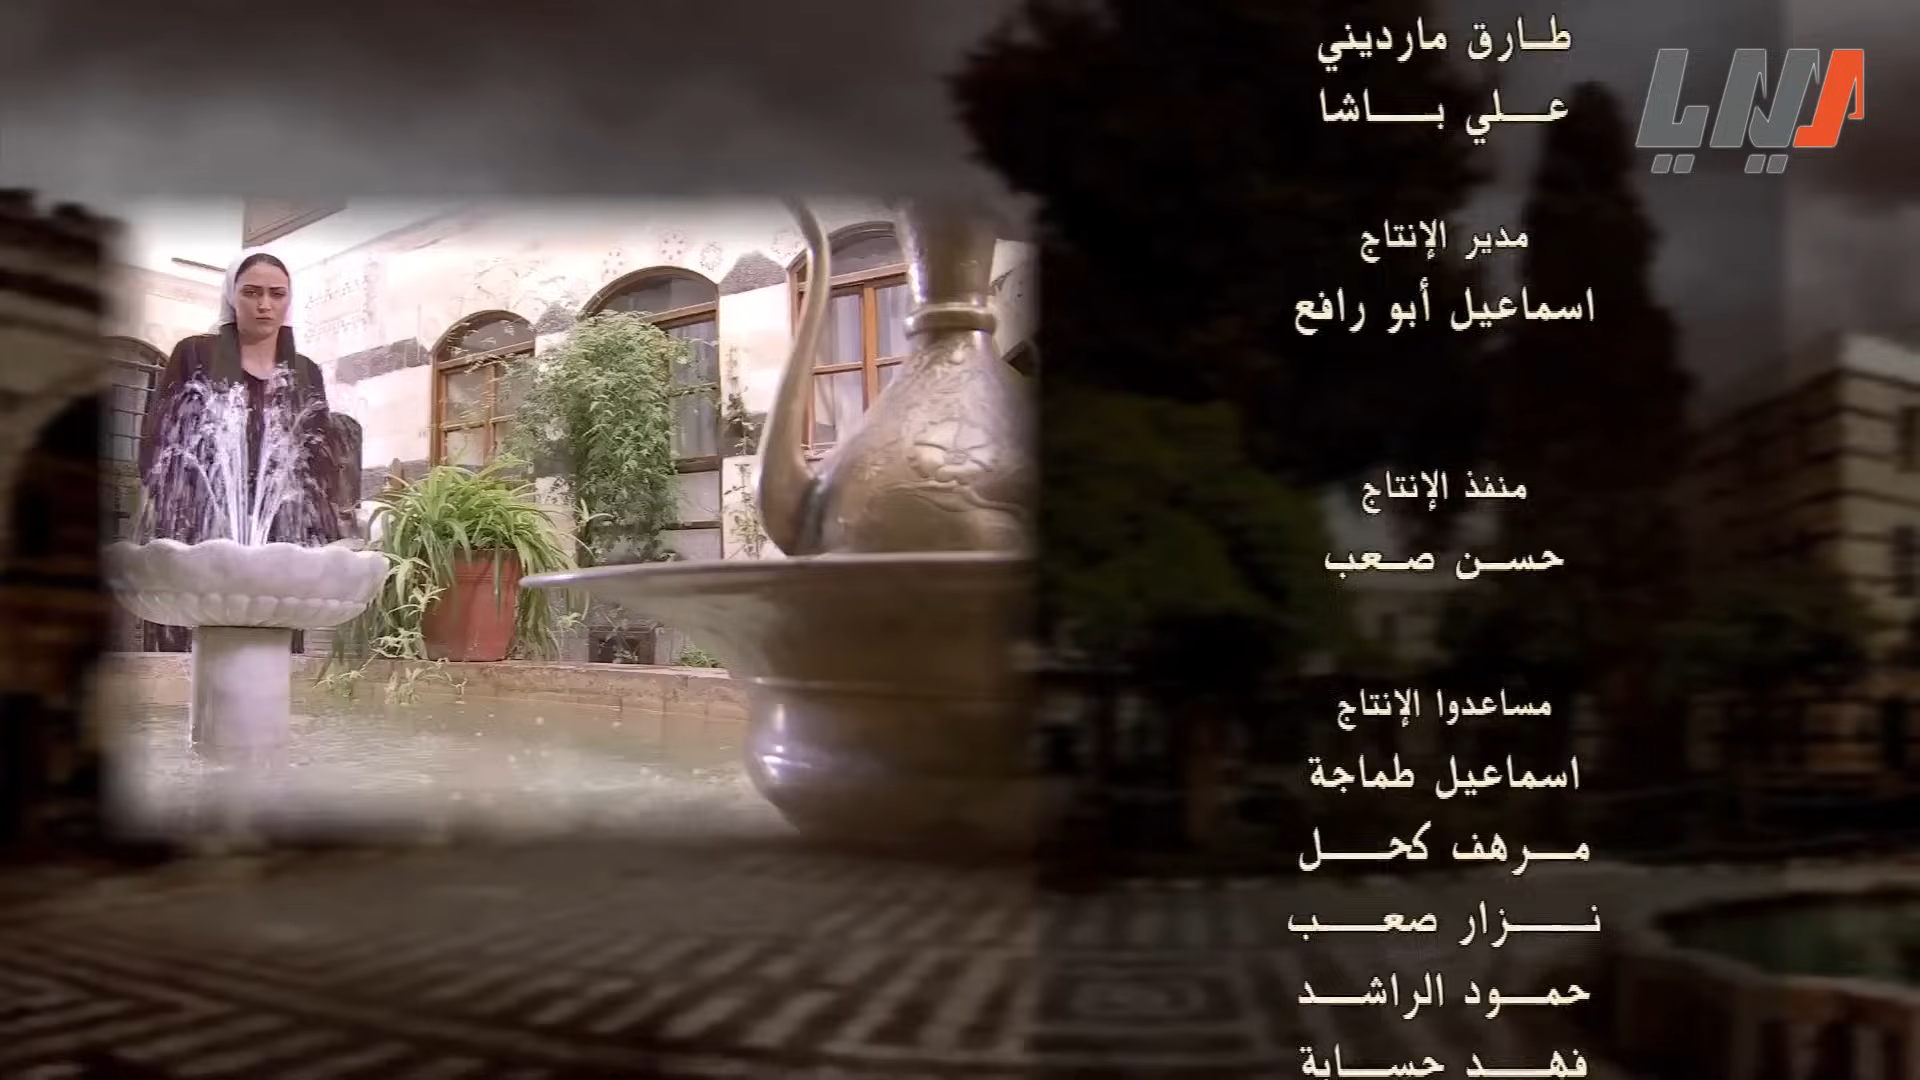 طارق مارديني
علي باشا
مدير الإنتاج
اسماعيل أبو رافع
منفذ الإنتاج
حسن صعب
مساعدوا الإنتاج
اسماعيل طماجة
مرهف كحل
نزار صعب
حمود الراشد
فهد حساية